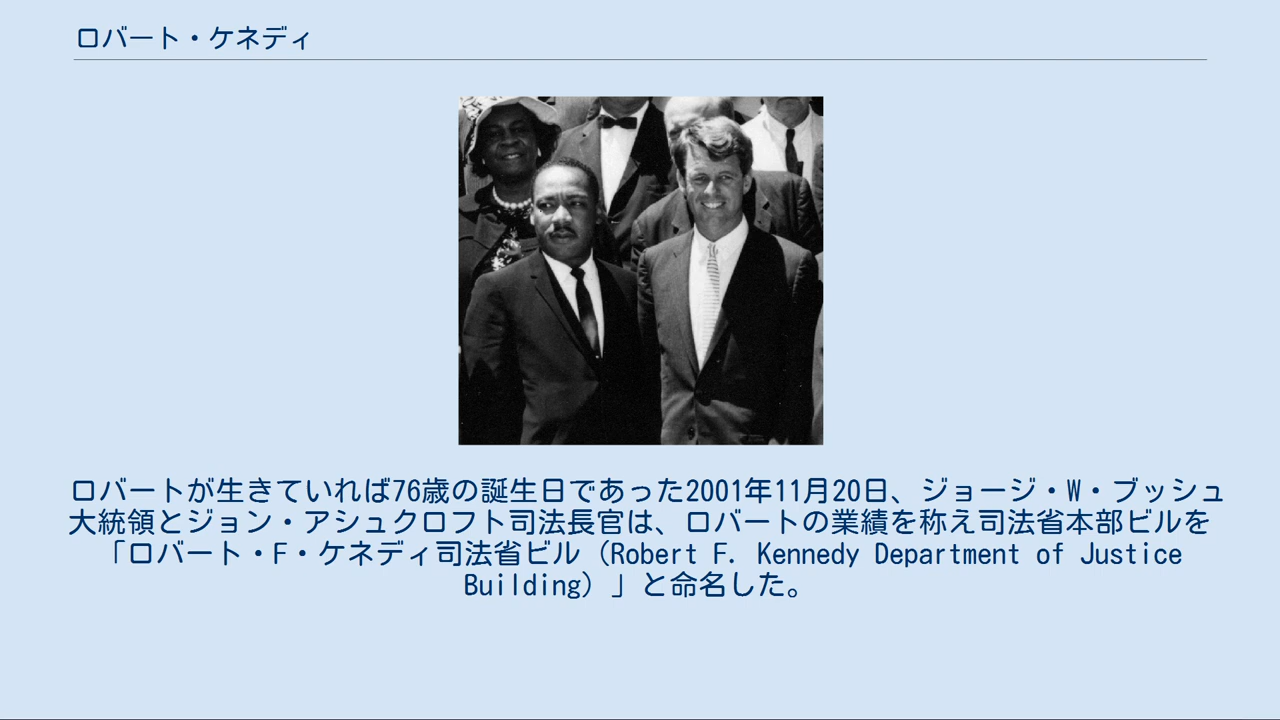 ロバート・ケネディ
ロバートが生きていれば76歳の誕生日であった2001年11月20日、ジョージ・W・ブッシュ
大統領とジョン・アシュクロフト司法長官は、ロバートの業績を称え司法省本部ビルを
「ロバート・F・ケネディ司法省ビル（Robert F. Kennedy Department of Justice
Building）」と命名した。